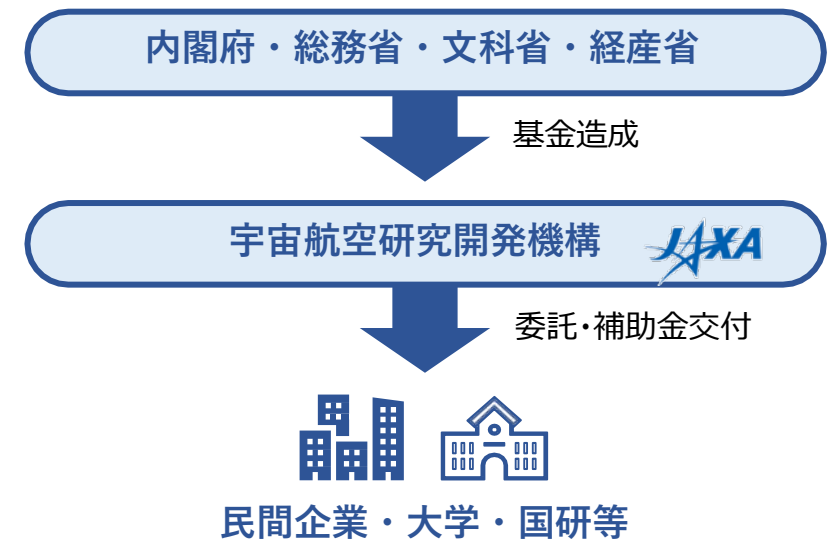 内閣府・総務省・文科省・経産省
基金造成
宇宙航空研究開発機構 JAXA
委託・補助金交付
民間企業・大学・国研等